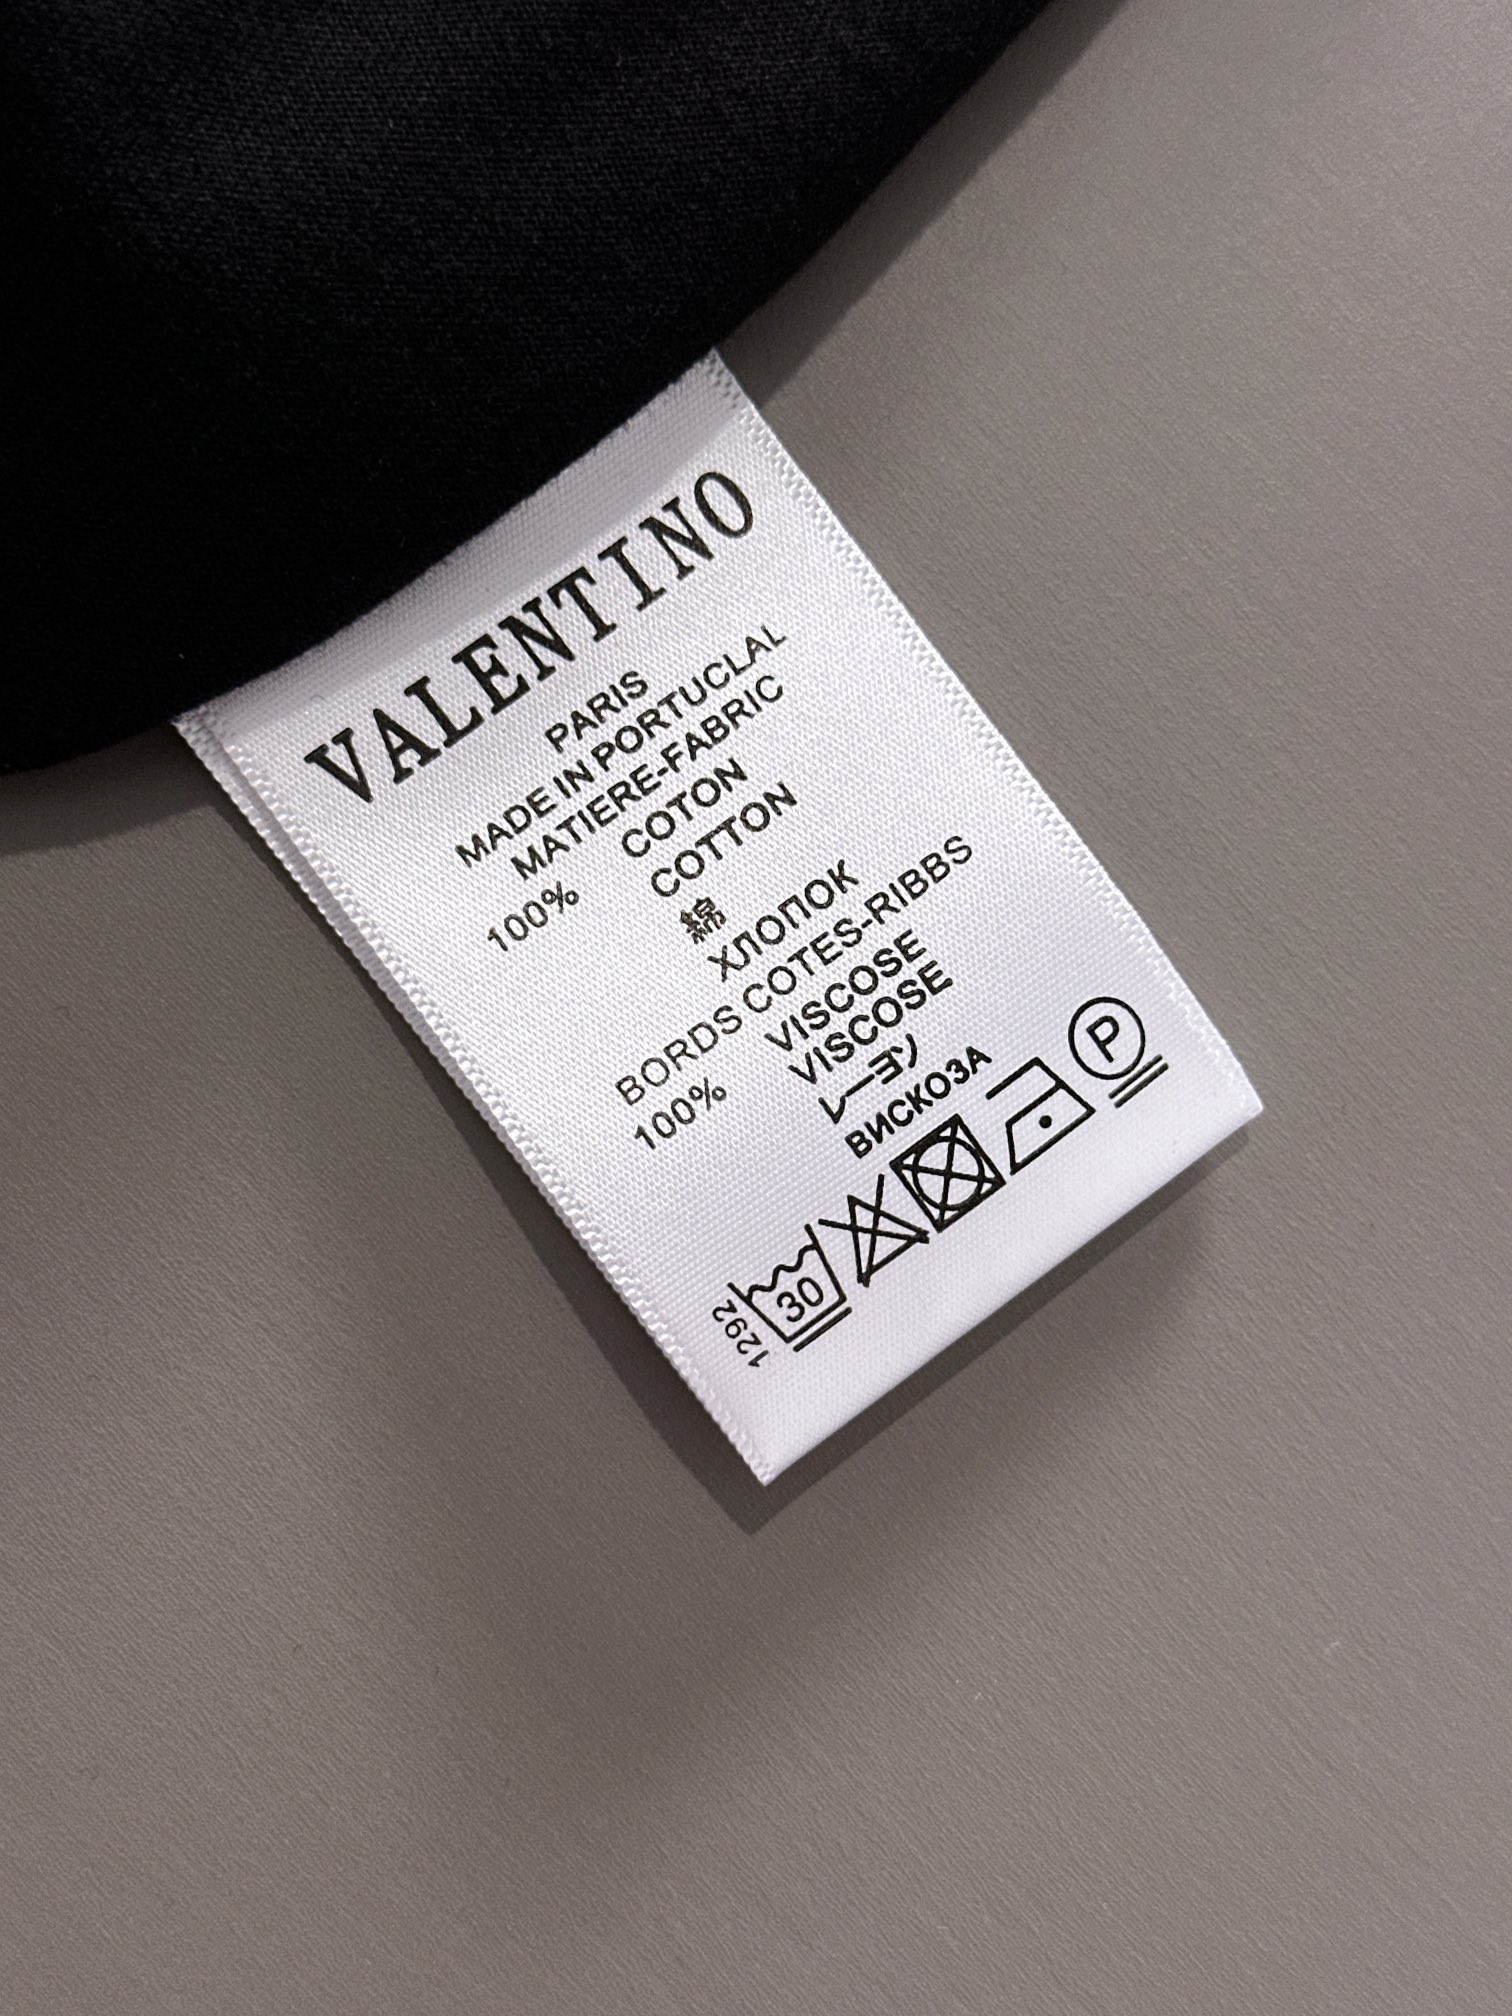 VALENTINO
PARIS
MADE IN PORTUCLAL
MATIERE-FABRIC
100% COTON
COTTON
綿
ХЛОПОК
BORDS COTES-RIBBS
100% VISCOSE
VISCOSE
レーヨン
ВИСКОЗА
1292 30 P